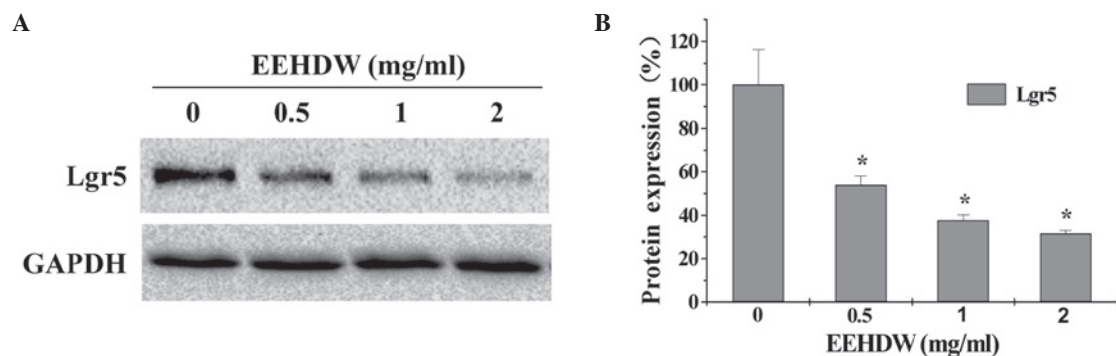 A
EEHDW (mg/ml)
0 0.5 1 2
Lgr5
GAPDH
B
Protein expression (%)
120
100
80
60
40
20
0
Lgr5
* * *
0 0.5 1 2
EEHDW (mg/ml)